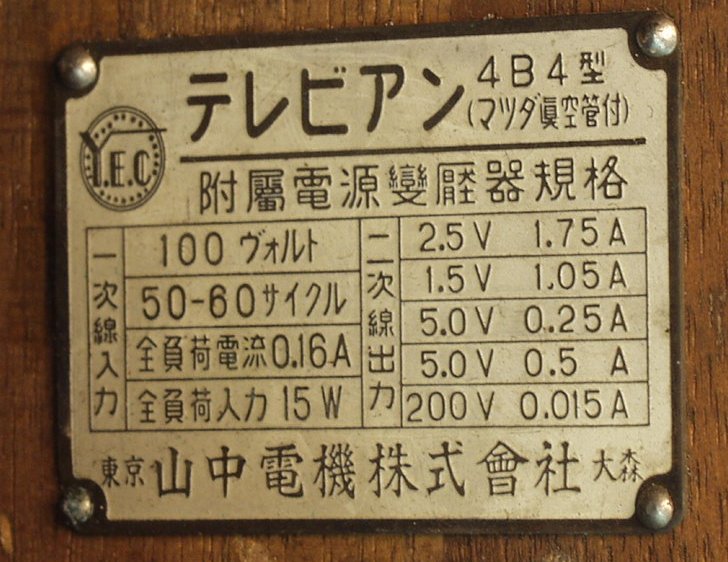 テレビアン 4B4型
(マツダ眞空管付)
Y.E.C
附屬電源變壓器規格
一次線入力
100 ヴォルト
50-60サイクル
全負荷電流0.16A
全負荷入力 15W
二次線出力
2.5V 1.75A
1.5V 1.05A
5.0V 0.25A
5.0V 0.5 A
200V 0.015A
東京 山中電機株式會社 大森